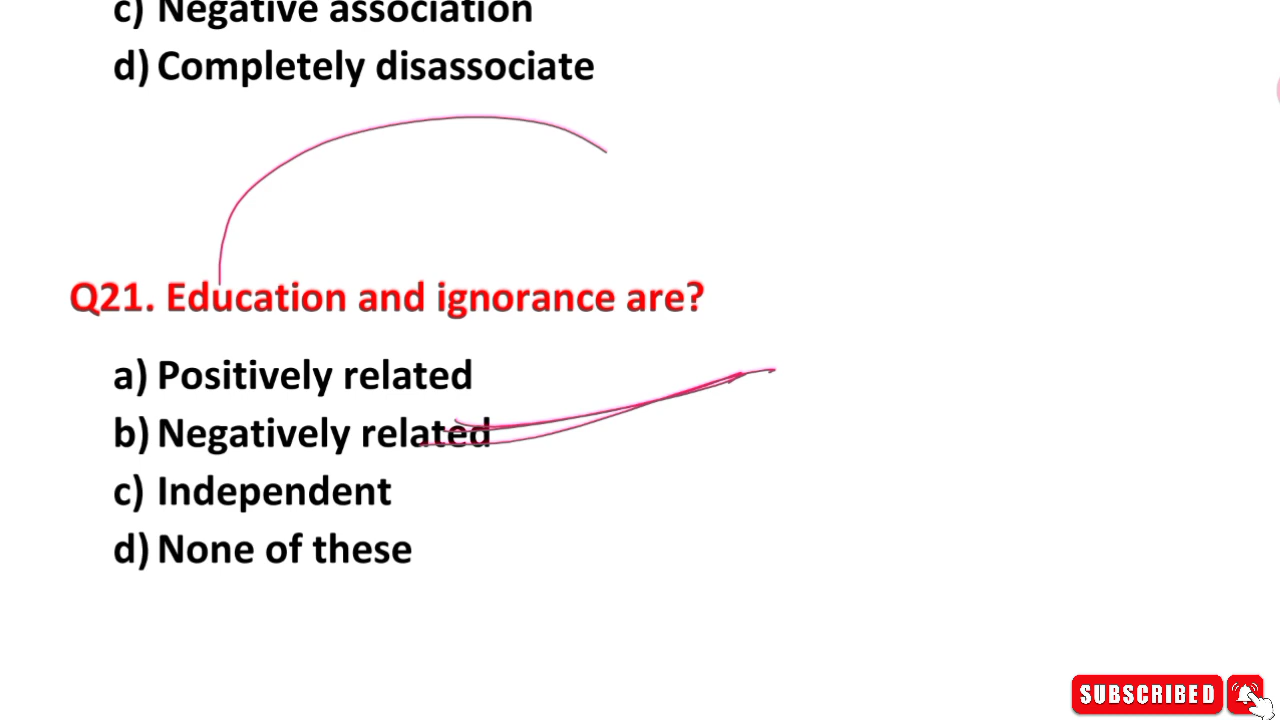 c) Negative association
d) Completely disassociate
Q21. Education and ignorance are?
a) Positively related
b) Negatively related
c) Independent
d) None of these
SUBSCRIBED